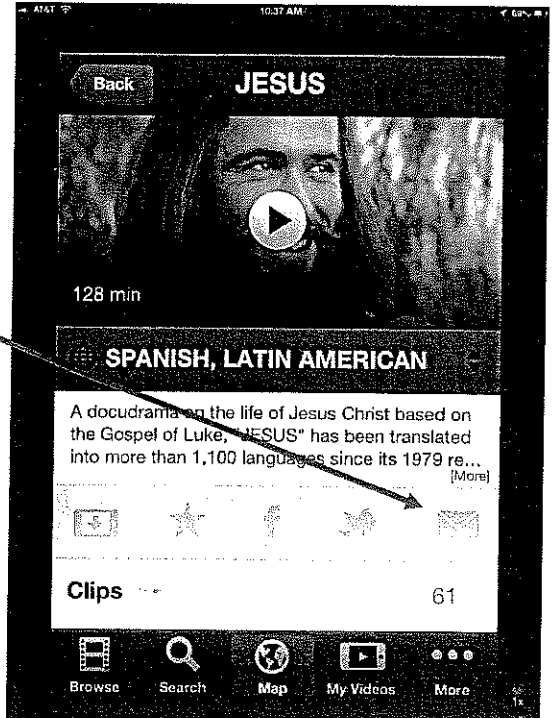 AT&T 10:37 AM 69%
Back JESUS
128 min
SPANISH, LATIN AMERICAN
A docudrama on the life of Jesus Christ based on
the Gospel of Luke, "JESUS" has been translated
into more than 1,100 languages since its 1979 re...
[More]
Clips 61
Browse Search Map My Videos More
1x